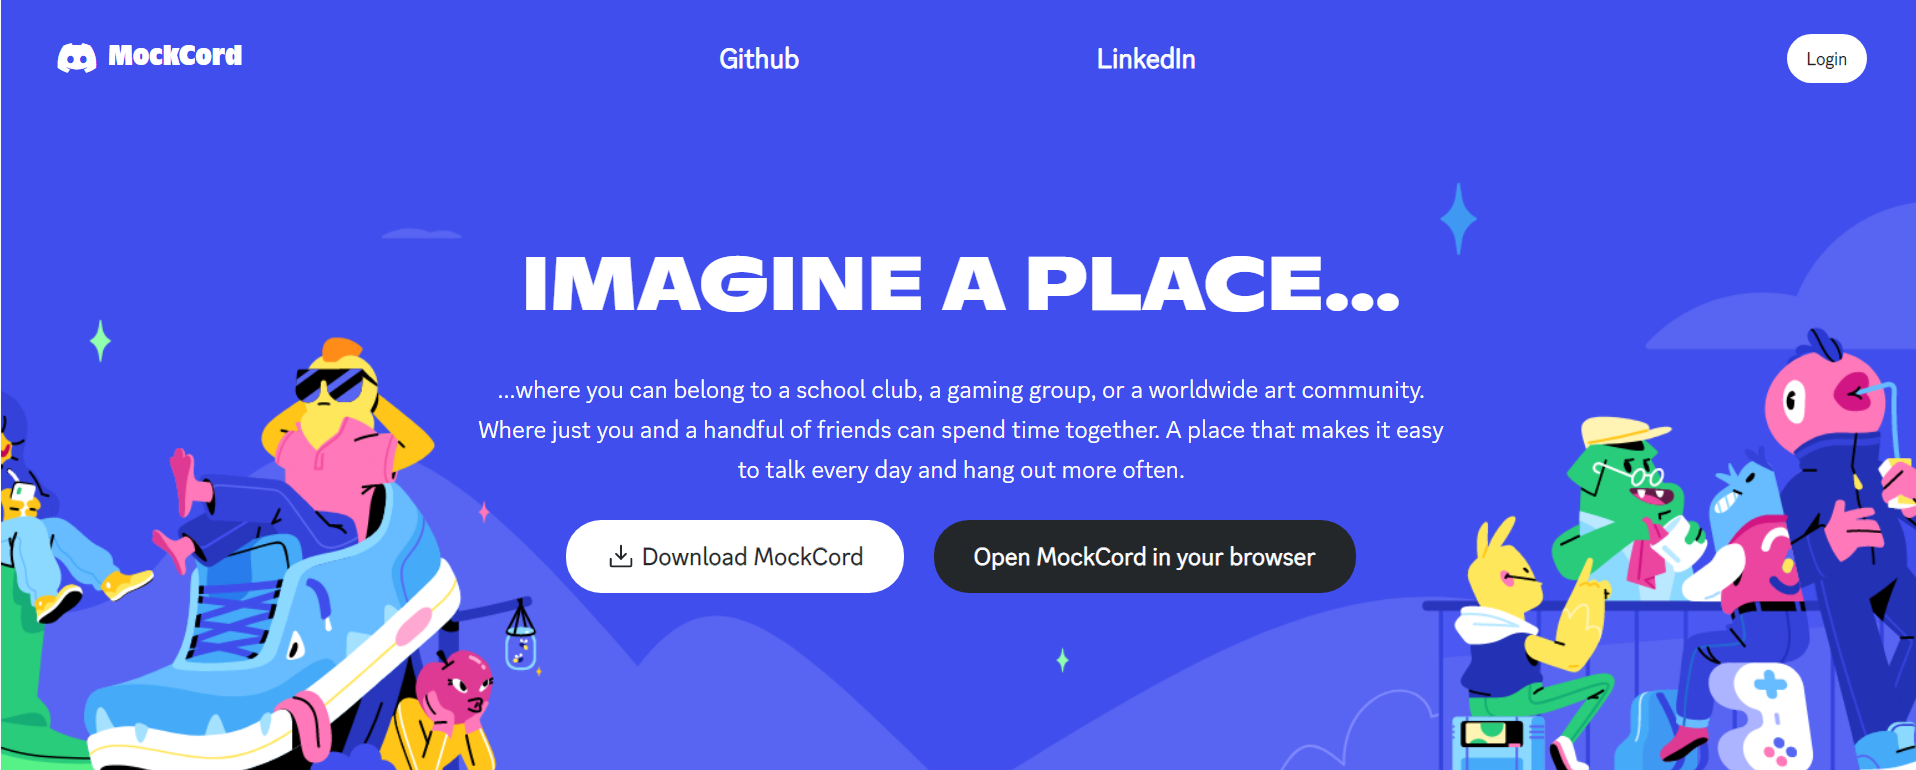 MockCord
Github
LinkedIn
Login
IMAGINE A PLACE...
...where you can belong to a school club, a gaming group, or a worldwide art community.
Where just you and a handful of friends can spend time together. A place that makes it easy
to talk every day and hang out more often.
Download MockCord
Open MockCord in your browser